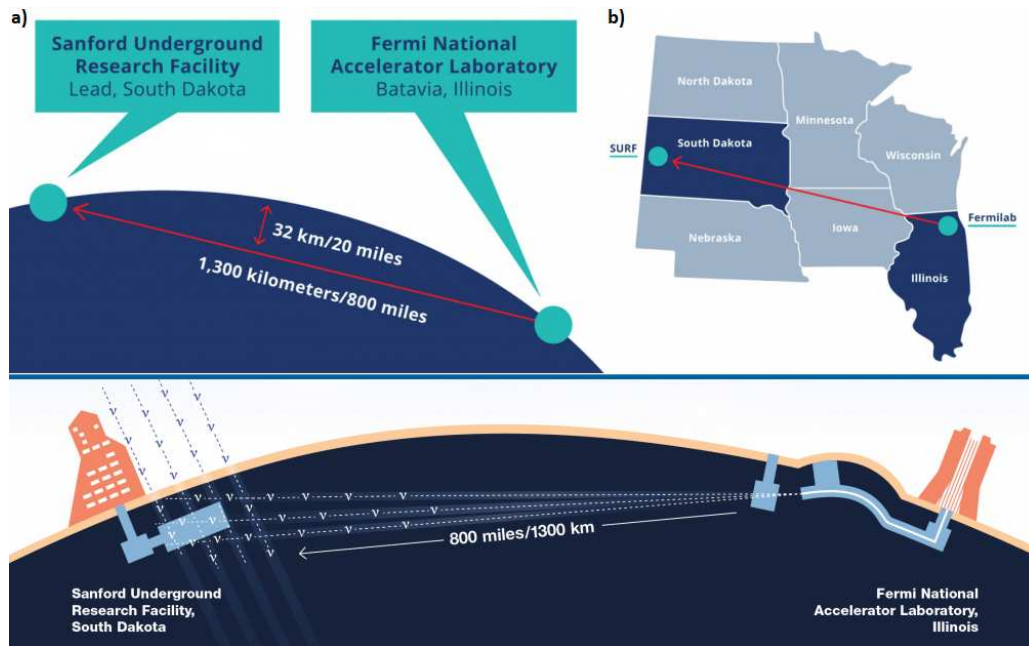 a)
Sanford Underground
Research Facility
Lead, South Dakota
Fermi National
Accelerator Laboratory
Batavia, Illinois
32 km/20 miles
1,300 kilometers/800 miles
b)
North Dakota
Minnesota
SURF
South Dakota
Wisconsin
Fermilab
Nebraska
Iowa
Illinois
ν ν ν ν
ν ν ν ν
ν ν ν ν
ν ν ν ν ν ν
ν ν ν ν ν
ν ν ν ν ν
800 miles/1300 km
Sanford Underground
Research Facility,
South Dakota
Fermi National
Accelerator Laboratory,
Illinois